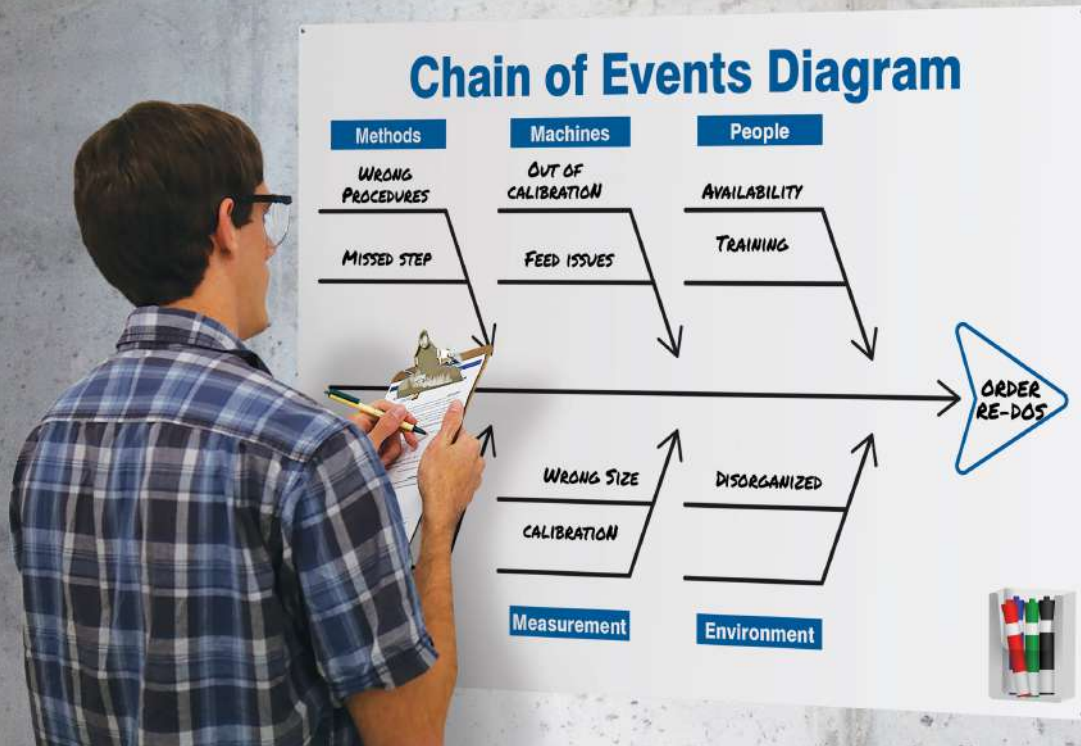 Chain of Events Diagram
Methods
Machines
People
WRONG
PROCEDURES
OUT OF
CALIBRATION
AVAILABILITY
MISSED STEP
FEED ISSUES
TRAINING
ORDER
RE-DOS
WRONG SIZE
DISORGANIZED
CALIBRATION
Measurement
Environment